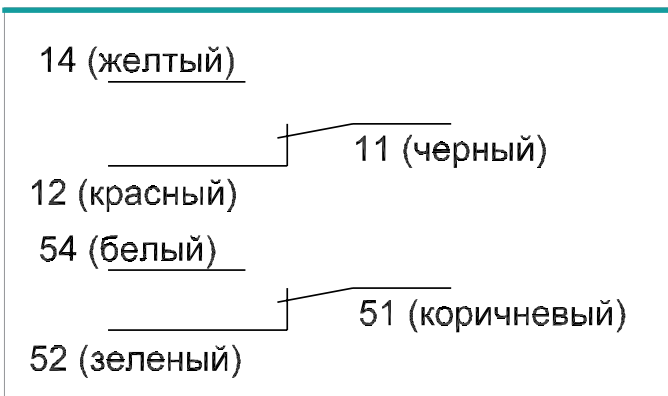 14 (желтый)
11 (черный)
12 (красный)
54 (белый)
51 (коричневый)
52 (зеленый)